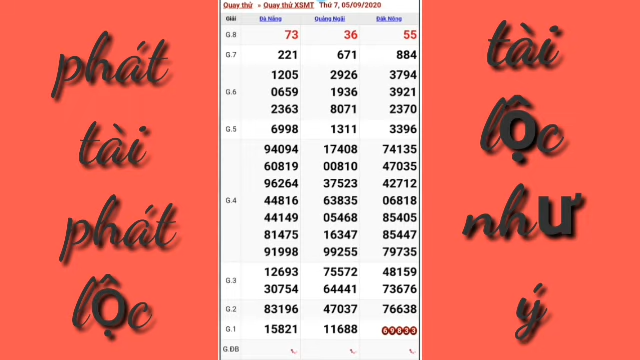 phát
tài
phát
lộc
Quay thử » Quay thử XSMT Thứ 7, 05/09/2020
Giải Đà Nẵng Quảng Ngãi Đắk Nông
G.8 73 36 55
G.7 221 671 884
1205 2926 3794
G.6 0659 1936 3921
2363 8071 2370
G.5 6998 1311 3396
94094 17408 74135
60819 00810 47035
96264 37523 42712
G.4 44816 63835 06818
44149 05468 85405
81475 16347 85447
91998 99255 79735
G.3 12693 75572 48159
30754 64441 73676
G.2 83196 47037 76638
G.1 15821 11688 69833
G.ĐB
tài
lộc
như
ý